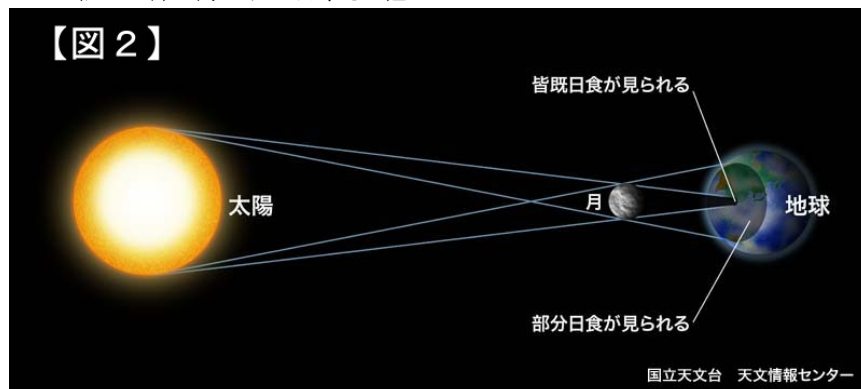 【図２】
皆既日食が見られる
太陽
月
地球
部分日食が見られる
国立天文台　天文情報センター